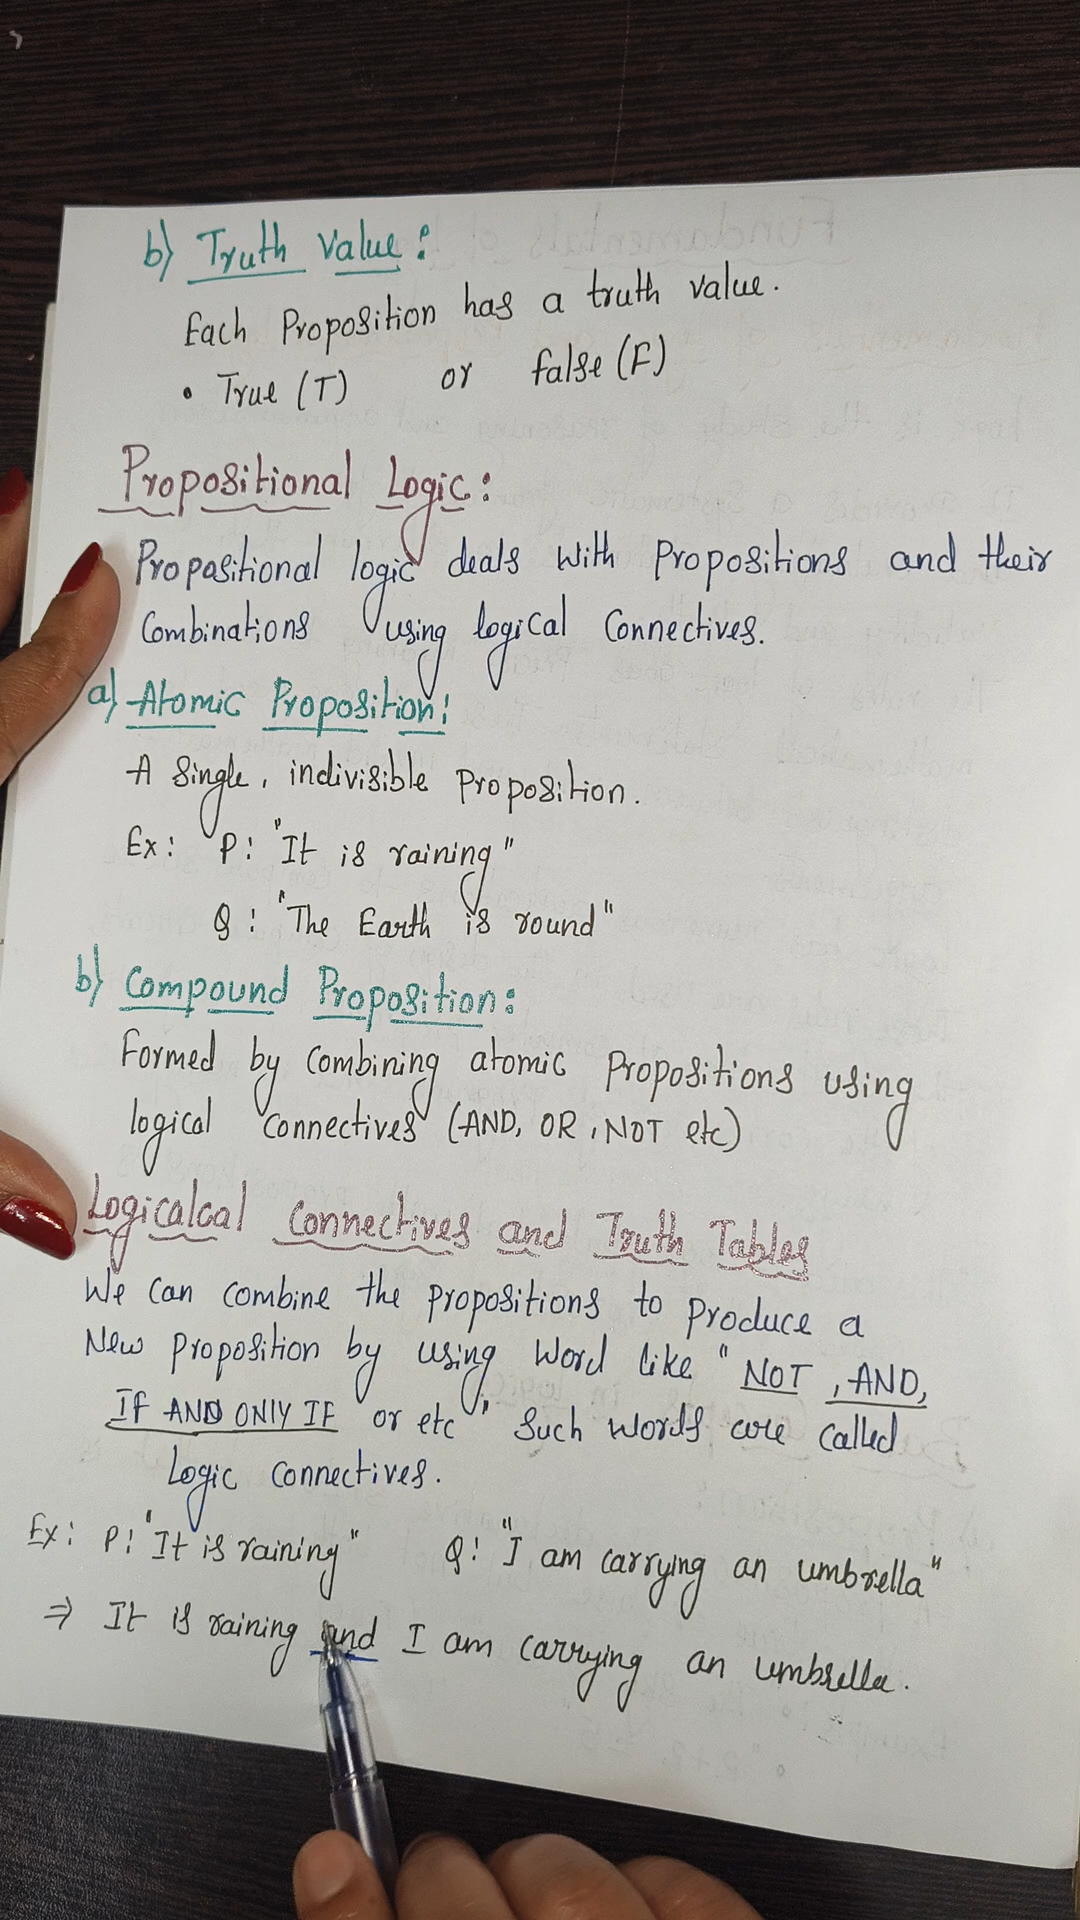 b) Truth Value:
Each Proposition has a truth value.
• True (T) or false (F)
Propositional Logic:
Propositional logic deals with Propositions and their
Combinations using logical Connectives.
a) Atomic Proposition:
A Single, indivisible Proposition.
Ex: P: "It is raining"
Q: "The Earth is round"
b) Compound Proposition:
Formed by Combining atomic Propositions using
logical Connectives (AND, OR, NOT etc)
Logicalcal Connectives and Truth Tables
We Can Combine the propositions to produce a
New proposition by using Word like "NOT, AND,
IF AND ONLY IF or etc" Such words are Called
Logic Connectives.
Ex: P: "It is raining" Q: "I am carrying an umbrella"
⇒ It is raining and I am carrying an umbrella.